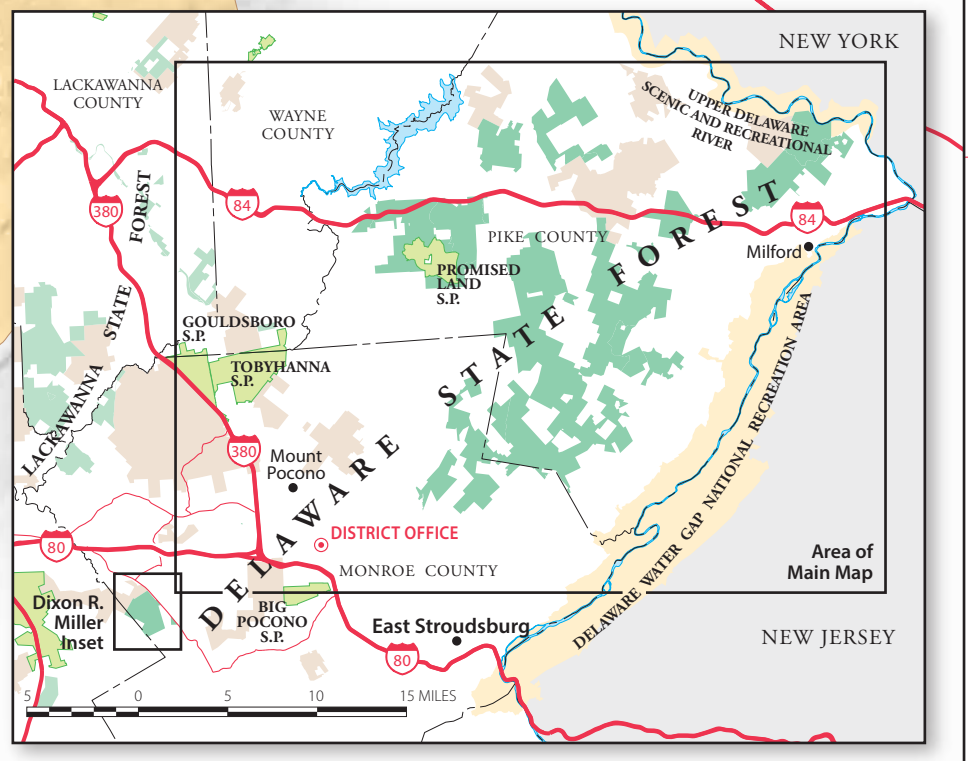 NEW YORK
LACKAWANNA
COUNTY
WAYNE
COUNTY
UPPER DELAWARE
SCENIC AND RECREATIONAL
RIVER
380
84
84
FOREST
STATE
LACKAWANNA
PIKE COUNTY
Milford
PROMISED
LAND
S.P.
GOULDSBORO
S.P.
TOBYHANNA
S.P.
DELAWARE STATE FOREST
DELAWARE WATER GAP NATIONAL RECREATION AREA
380
Mount
Pocono
DISTRICT OFFICE
80
MONROE COUNTY
Area of
Main Map
Dixon R.
Miller
Inset
BIG
POCONO
S.P.
East Stroudsburg
80
NEW JERSEY
5 0 5 10 15 MILES